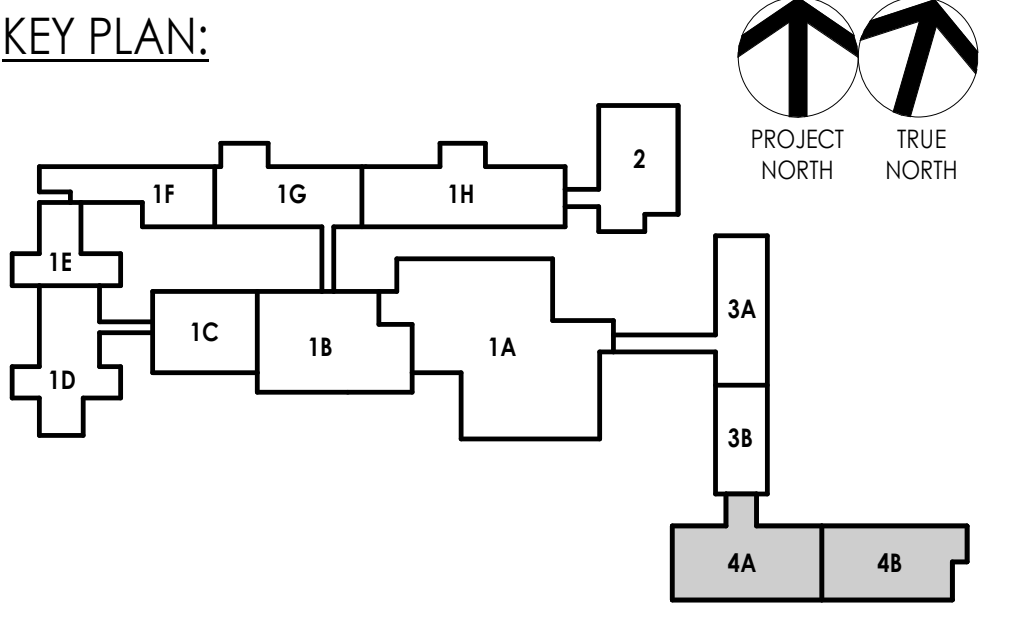 KEY PLAN:
PROJECT
NORTH
TRUE
NORTH
2
1F
1G
1H
1E
3A
1C
1B
1A
1D
3B
4A
4B